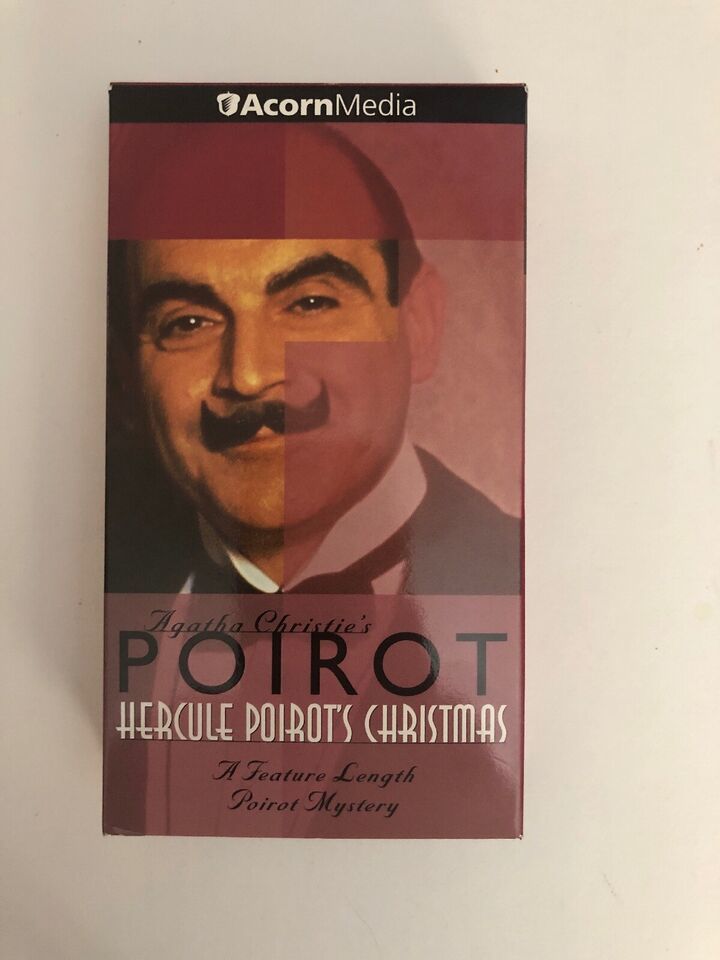 AcornMedia
Agatha Christie's
POIROT
HERCULE POIROT'S CHRISTMAS
A Feature Length
Poirot Mystery